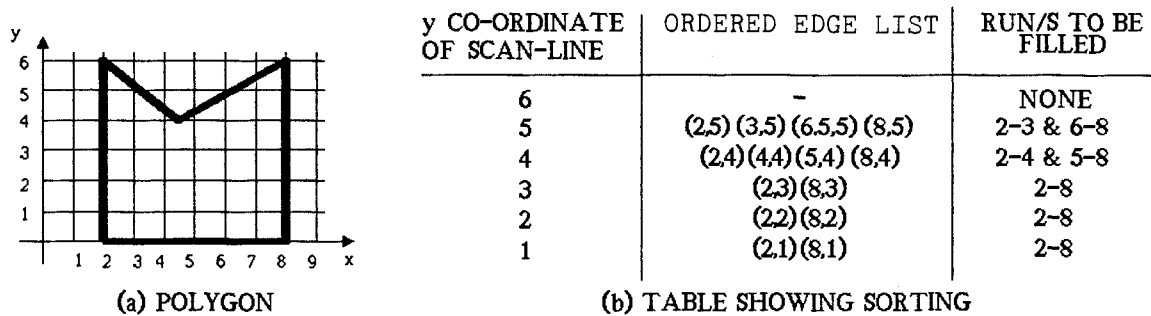 y
6
5
4
3
2
1
1 2 3 4 5 6 7 8 9
x
(a) POLYGON
y CO-ORDINATE OF SCAN-LINE
ORDERED EDGE LIST
RUN/S TO BE FILLED
6 - NONE
5 (2,5) (3,5) (6.5,5) (8,5) 2-3 & 6-8
4 (2,4) (4,4) (5,4) (8,4) 2-4 & 5-8
3 (2,3) (8,3) 2-8
2 (2,2) (8,2) 2-8
1 (2,1) (8,1) 2-8
(b) TABLE SHOWING SORTING